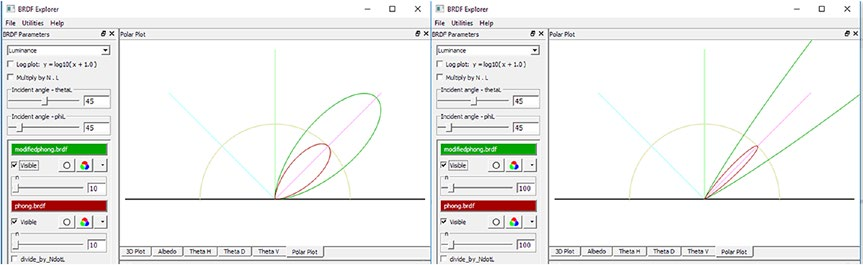 BRDF Explorer
File Utilities Help
BRDF Parameters
Polar Plot
Luminance
Log plot: y = log10( x + 1.0 )
Multiply by N . L
Incident angle - thetaL
45
Incident angle - phiL
45
modifiedphong.brdf
Visible
n
10
phong.brdf
Visible
n
10
divide_by_NdotL
3D Plot Albedo Theta H Theta D Theta V Polar Plot
BRDF Explorer
File Utilities Help
BRDF Parameters
Polar Plot
Luminance
Log plot: y = log10( x + 1.0 )
Multiply by N . L
Incident angle - thetaL
45
Incident angle - phiL
45
modifiedphong.brdf
Visible
n
100
phong.brdf
Visible
n
100
divide_by_NdotL
3D Plot Albedo Theta H Theta D Theta V Polar Plot